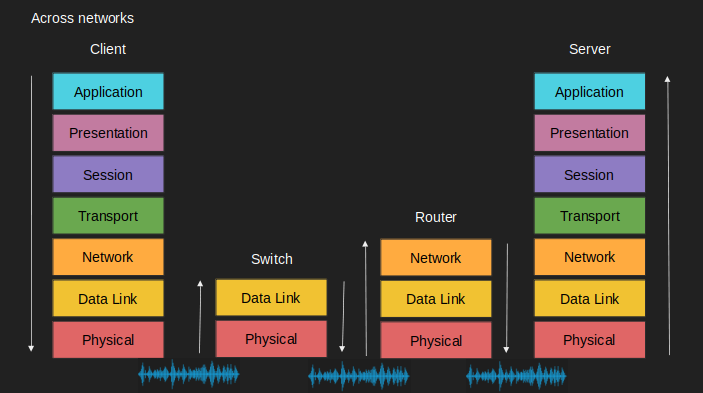 Across networks
Client
Server
Application
Application
Presentation
Presentation
Session
Session
Transport
Transport
Router
Network
Network
Network
Switch
Data Link
Data Link
Data Link
Data Link
Physical
Physical
Physical
Physical